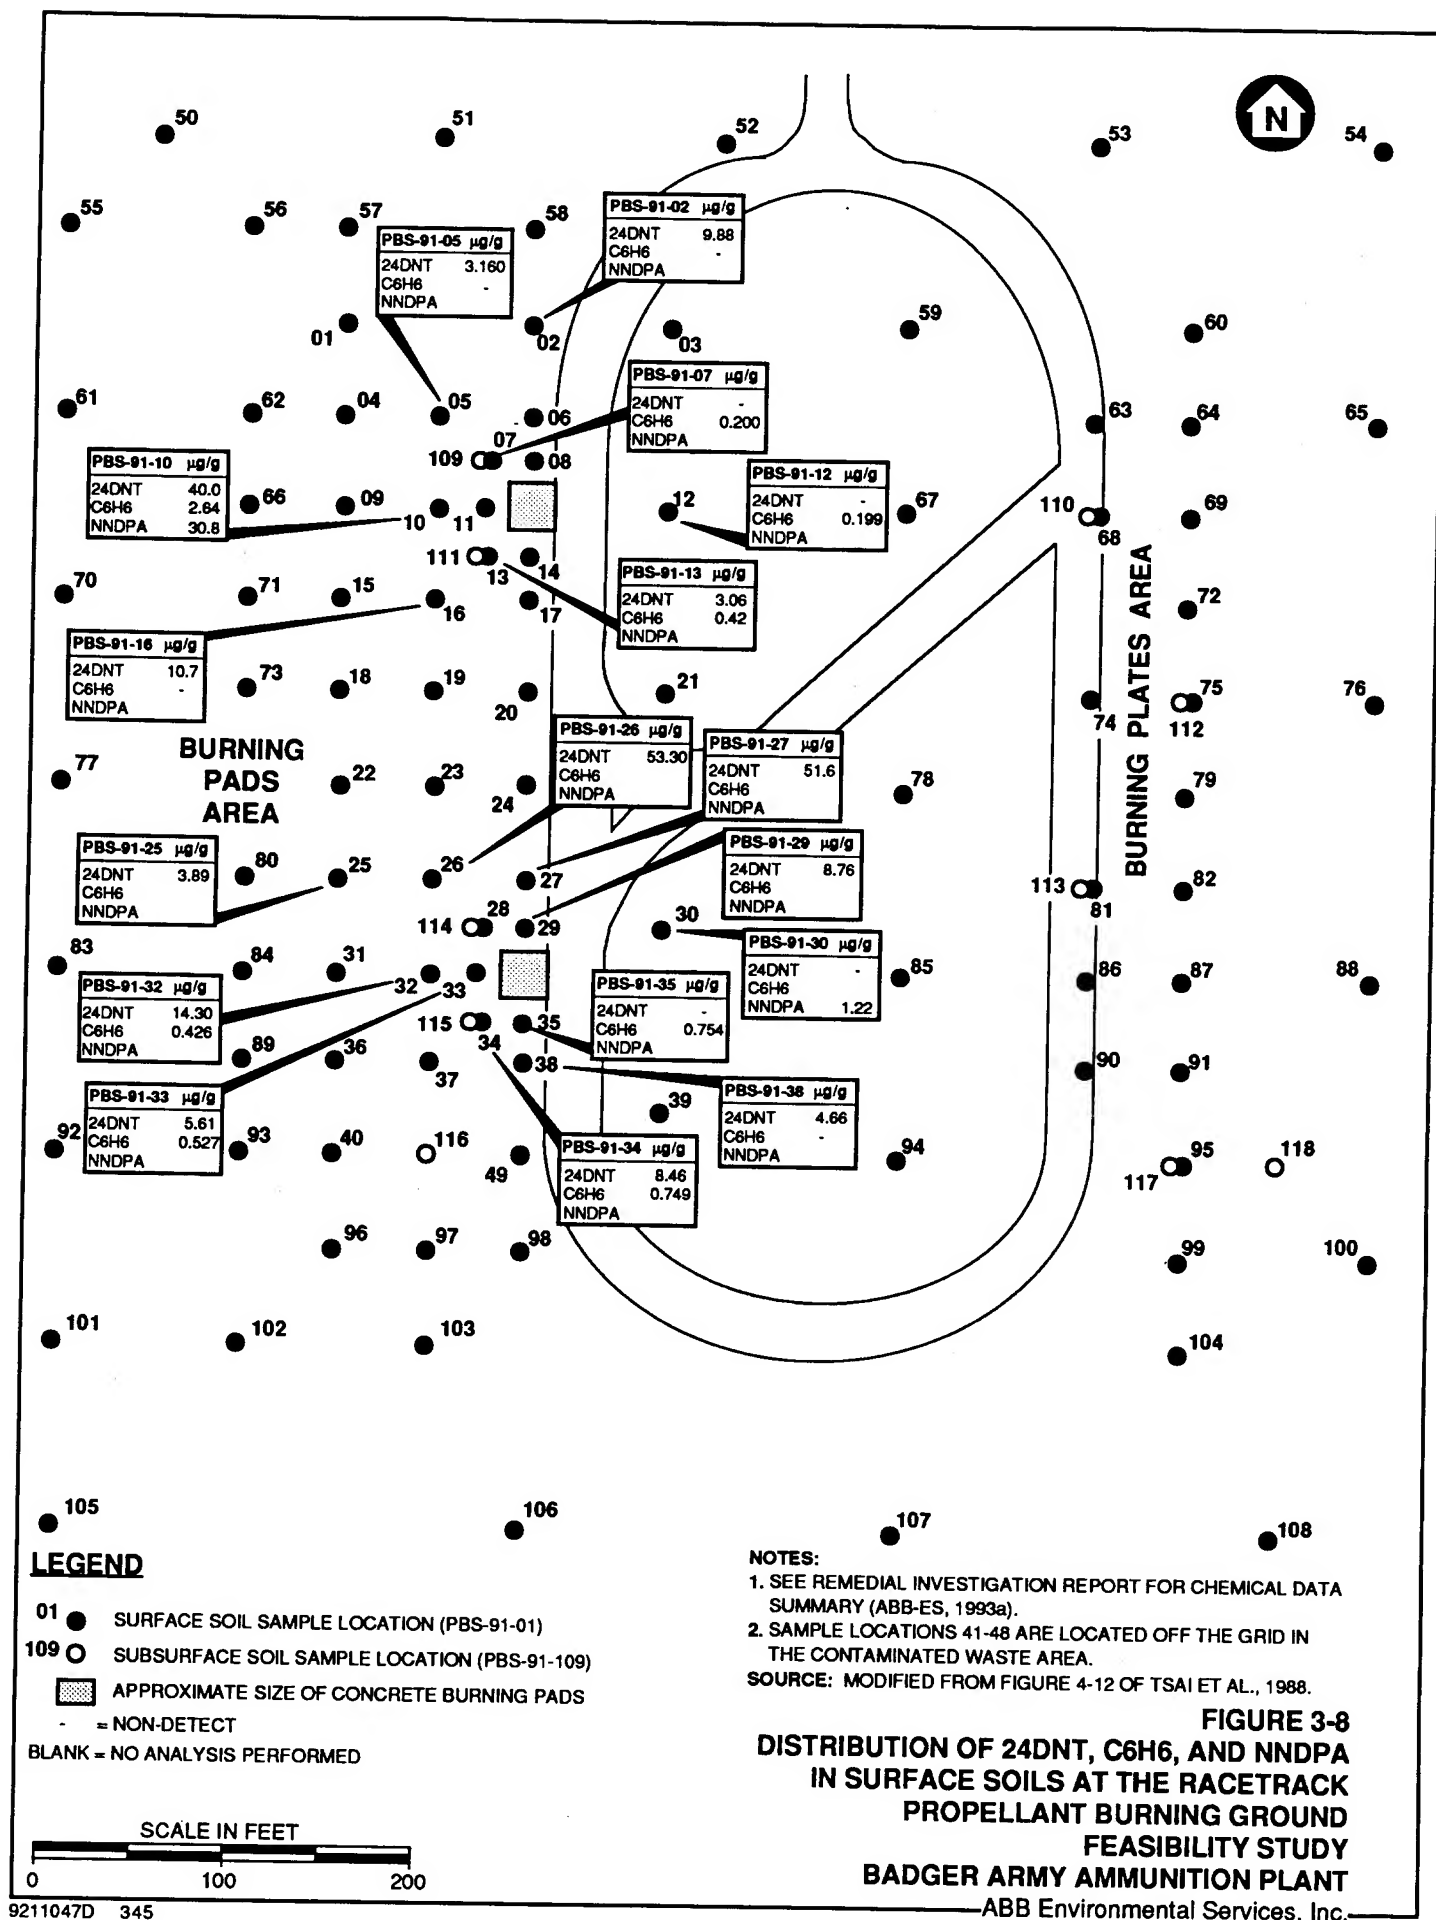 N
50
51
52
53
54
55
56
57
58
PBS-91-02 µg/g
24DNT 9.88
C6H6 -
NNDPA
PBS-91-05 µg/g
24DNT 3.160
C6H6 -
NNDPA
01
02
03
59
60
PBS-91-07 µg/g
24DNT -
C6H6 0.200
NNDPA
61
62
04
05
06
63
64
65
07
109
08
PBS-91-10 µg/g
24DNT 40.0
C6H6 2.64
NNDPA 30.8
PBS-91-12 µg/g
24DNT -
C6H6 0.199
NNDPA
66
09
10
11
12
67
110
68
69
111
13
14
PBS-91-13 µg/g
24DNT 3.06
C6H6 0.42
NNDPA
70
71
15
16
17
72
PBS-91-16 µg/g
24DNT 10.7
C6H6 -
NNDPA
73
18
19
20
21
74
75
112
76
BURNING PLATES AREA
PBS-91-26 µg/g
24DNT 53.30
C6H6
NNDPA
PBS-91-27 µg/g
24DNT 51.6
C6H6
NNDPA
BURNING
PADS
AREA
77
22
23
24
78
79
PBS-91-25 µg/g
24DNT 3.89
C6H6
NNDPA
PBS-91-29 µg/g
24DNT 8.76
C6H6
NNDPA
80
25
26
27
113
81
82
114
28
29
30
PBS-91-30 µg/g
24DNT -
C6H6
NNDPA 1.22
83
84
31
32
33
85
86
87
88
PBS-91-32 µg/g
24DNT 14.30
C6H6 0.426
NNDPA
PBS-91-35 µg/g
24DNT -
C6H6 0.754
NNDPA
115
34
35
89
36
37
38
90
91
PBS-91-33 µg/g
24DNT 5.61
C6H6 0.527
NNDPA
PBS-91-38 µg/g
24DNT 4.66
C6H6 -
NNDPA
39
92
93
40
116
49
PBS-91-34 µg/g
24DNT 8.46
C6H6 0.749
NNDPA
94
117
95
118
96
97
98
99
100
101
102
103
104
105
106
107
108
LEGEND
01 SURFACE SOIL SAMPLE LOCATION (PBS-91-01)
109 SUBSURFACE SOIL SAMPLE LOCATION (PBS-91-109)
APPROXIMATE SIZE OF CONCRETE BURNING PADS
- = NON-DETECT
BLANK = NO ANALYSIS PERFORMED
SCALE IN FEET
0 100 200
9211047D 345
NOTES:
1. SEE REMEDIAL INVESTIGATION REPORT FOR CHEMICAL DATA
SUMMARY (ABB-ES, 1993a).
2. SAMPLE LOCATIONS 41-48 ARE LOCATED OFF THE GRID IN
THE CONTAMINATED WASTE AREA.
SOURCE: MODIFIED FROM FIGURE 4-12 OF TSAI ET AL., 1988.
FIGURE 3-8
DISTRIBUTION OF 24DNT, C6H6, AND NNDPA
IN SURFACE SOILS AT THE RACETRACK
PROPELLANT BURNING GROUND
FEASIBILITY STUDY
BADGER ARMY AMMUNITION PLANT
ABB Environmental Services, Inc.